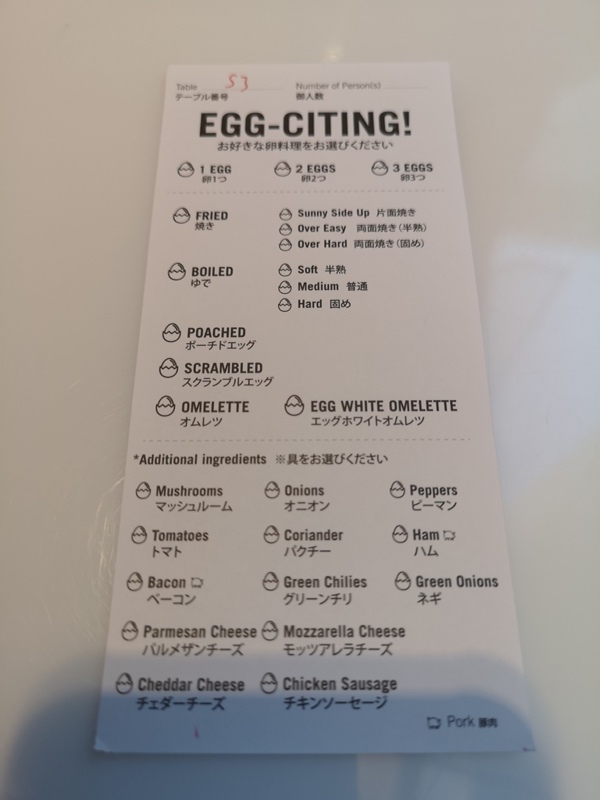 Table 53 Number of Person(s)
テーブル番号 御人数
EGG-CITING!
お好きな卵料理をお選びください
1 EGG 2 EGGS 3 EGGS
卵1つ 卵2つ 卵3つ
FRIED Sunny Side Up 片面焼き
焼き Over Easy 両面焼き(半熟)
Over Hard 両面焼き(固め)
BOILED Soft 半熟
ゆで Medium 普通
Hard 固め
POACHED
ポーチドエッグ
SCRAMBLED
スクランブルエッグ
OMELETTE EGG WHITE OMELETTE
オムレツ エッグホワイトオムレツ
*Additional ingredients ※具をお選びください
Mushrooms Onions Peppers
マッシュルーム オニオン ピーマン
Tomatoes Coriander Ham
トマト パクチー ハム
Bacon Green Chilies Green Onions
ベーコン グリーンチリ ネギ
Parmesan Cheese Mozzarella Cheese
パルメザンチーズ モッツアレラチーズ
Cheddar Cheese Chicken Sausage
チェダーチーズ チキンソーセージ
Pork 豚肉